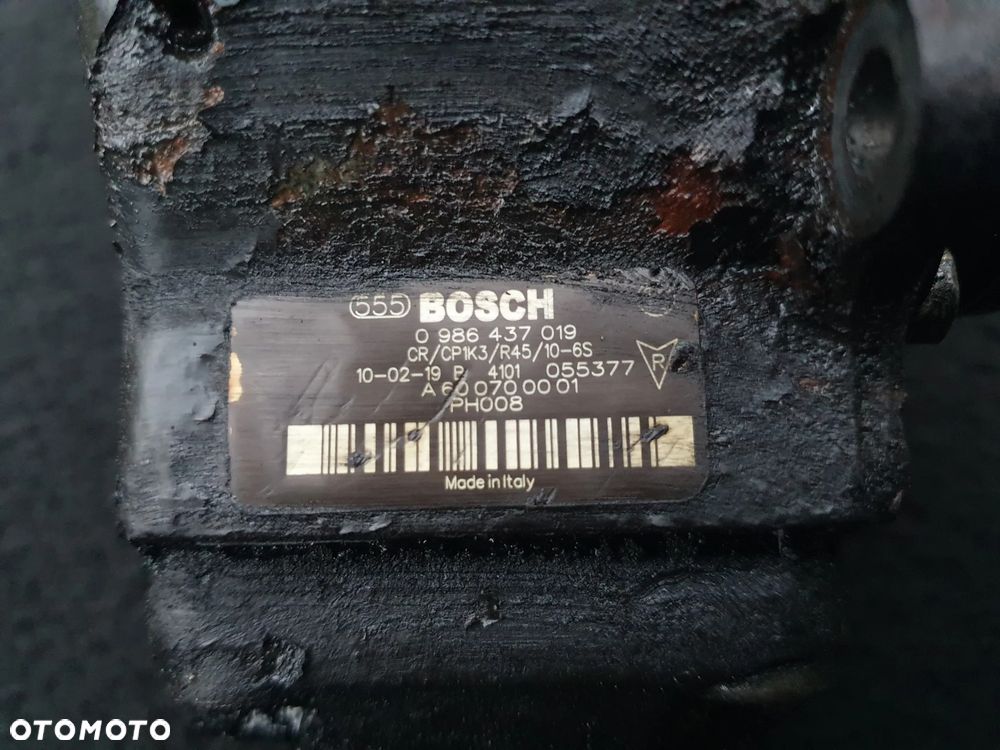 555 BOSCH
0 986 437 019
CR/CP1K3/R45/10-6S
10-02-19 B 4101 055377
R
A 60 070 00 01
PH008
Made in Italy
OTOMOTO